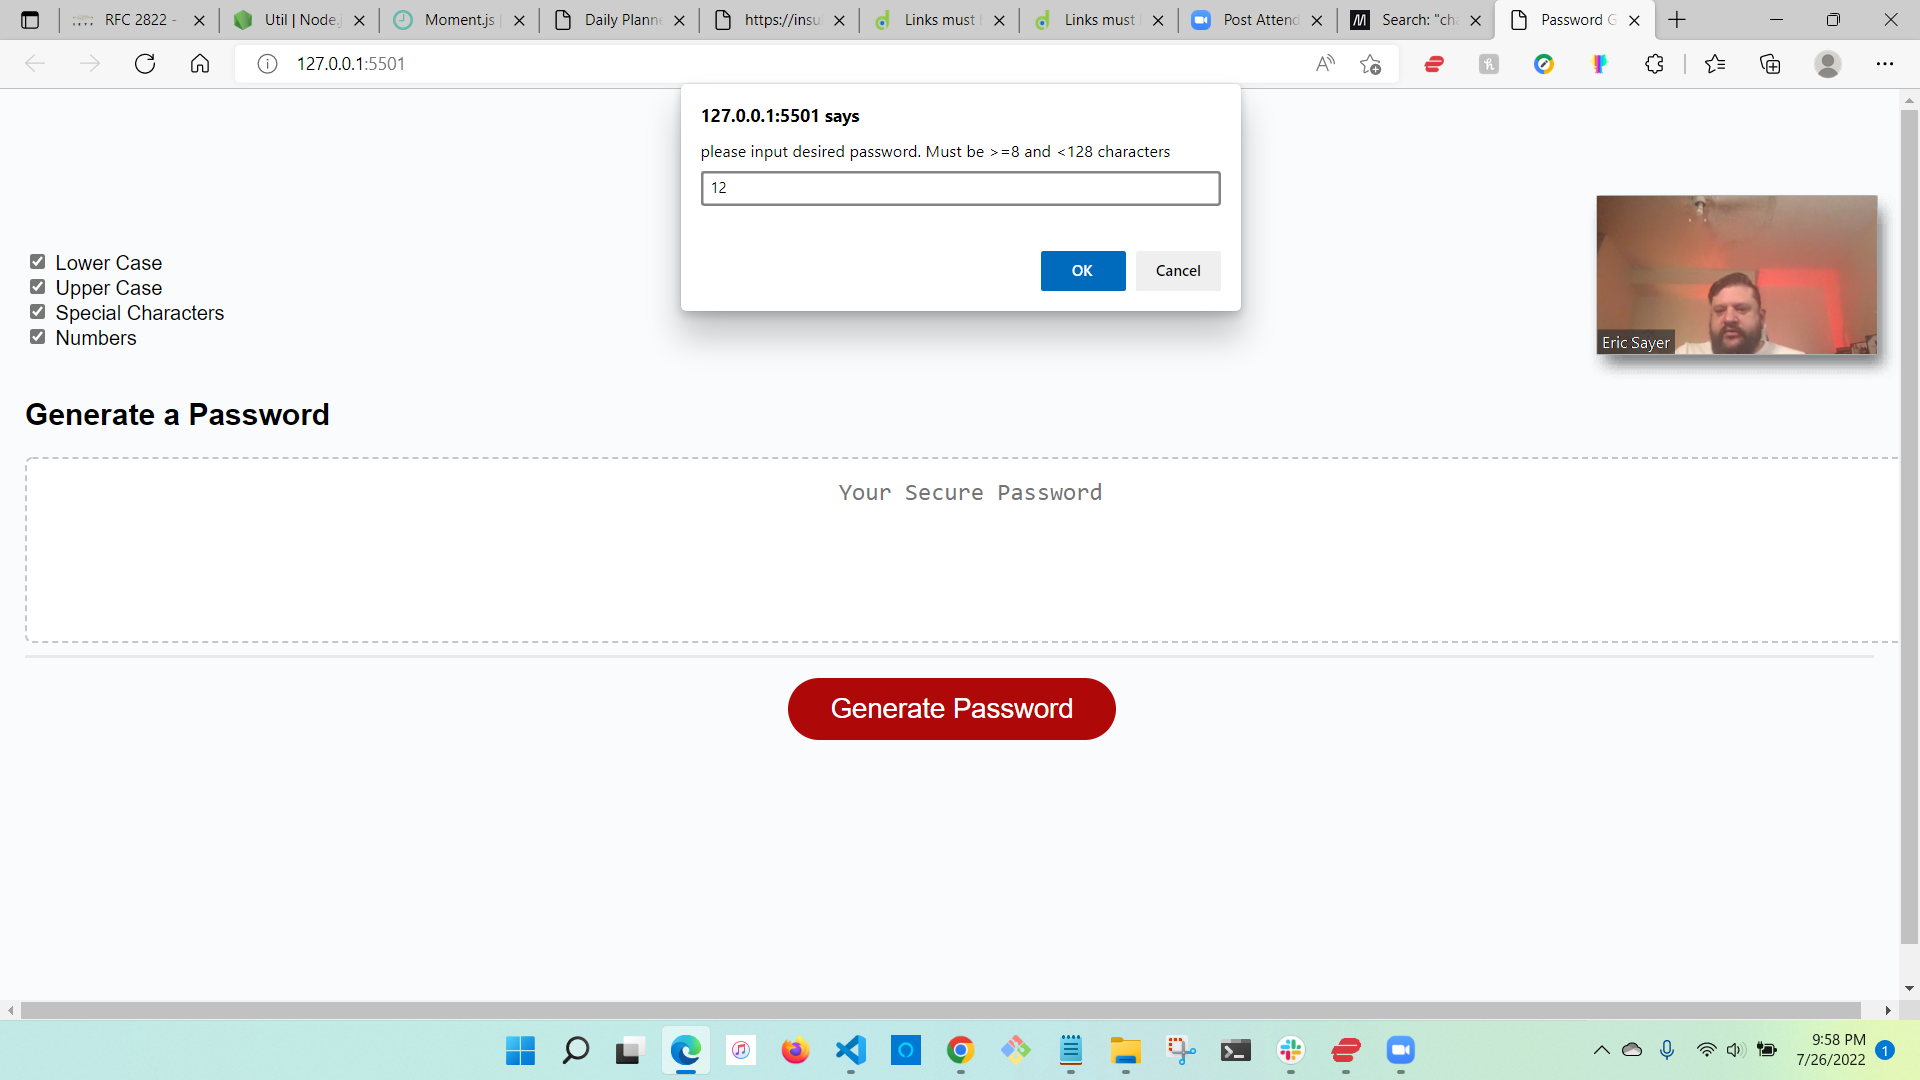 RFC 2822 -
Util | Node.j
Moment.js
Daily Planne
https://insu
Links must
Links must
Post Attend
Search: "cha
Password G
127.0.0.1:5501
127.0.0.1:5501 says
please input desired password. Must be >=8 and <128 characters
12
OK
Cancel
Lower Case
Upper Case
Special Characters
Numbers
Eric Sayer
Generate a Password
Your Secure Password
Generate Password
9:58 PM
7/26/2022
1